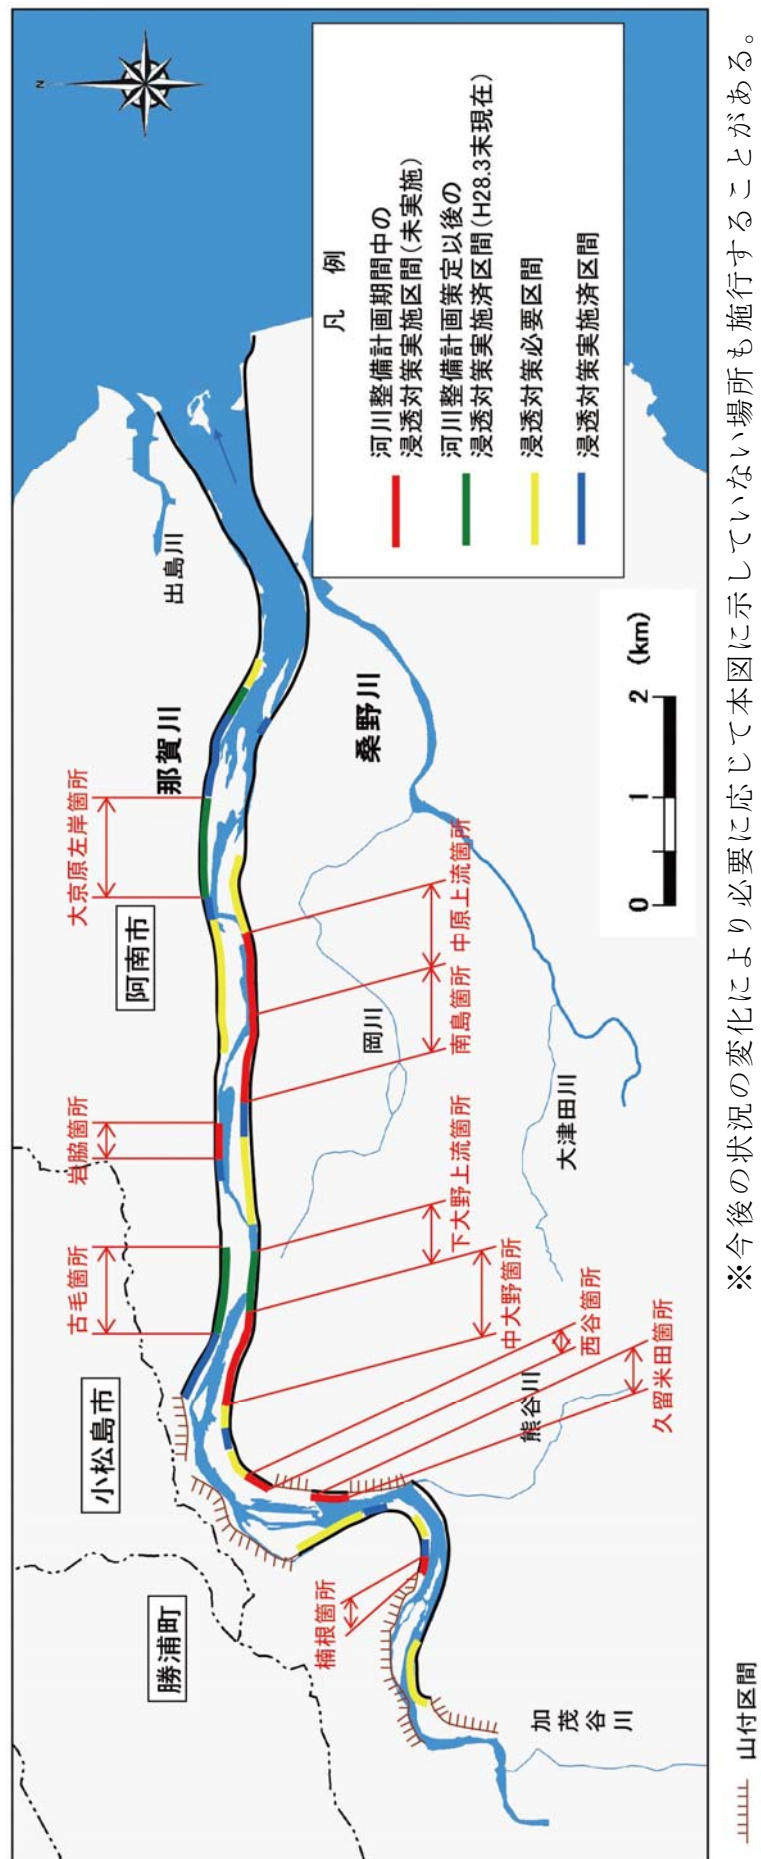 N
凡 例
河川整備計画期間中の
浸透対策実施区間(未実施)
河川整備計画策定以後の
浸透対策実施済区間(H28.3末現在)
浸透対策必要区間
浸透対策実施済区間
勝浦町
小松島市
阿南市
古毛箇所
岩脇箇所
大京原左岸箇所
那賀川
出島川
桑野川
楠根箇所
久留米田箇所
西谷箇所
中大野箇所
下大野上流箇所
南島箇所
中原上流箇所
加茂谷川
熊谷川
大津田川
岡川
0 1 2 (km)
山付区間
※今後の状況の変化により必要に応じて本図に示していない場所も施行することがある。